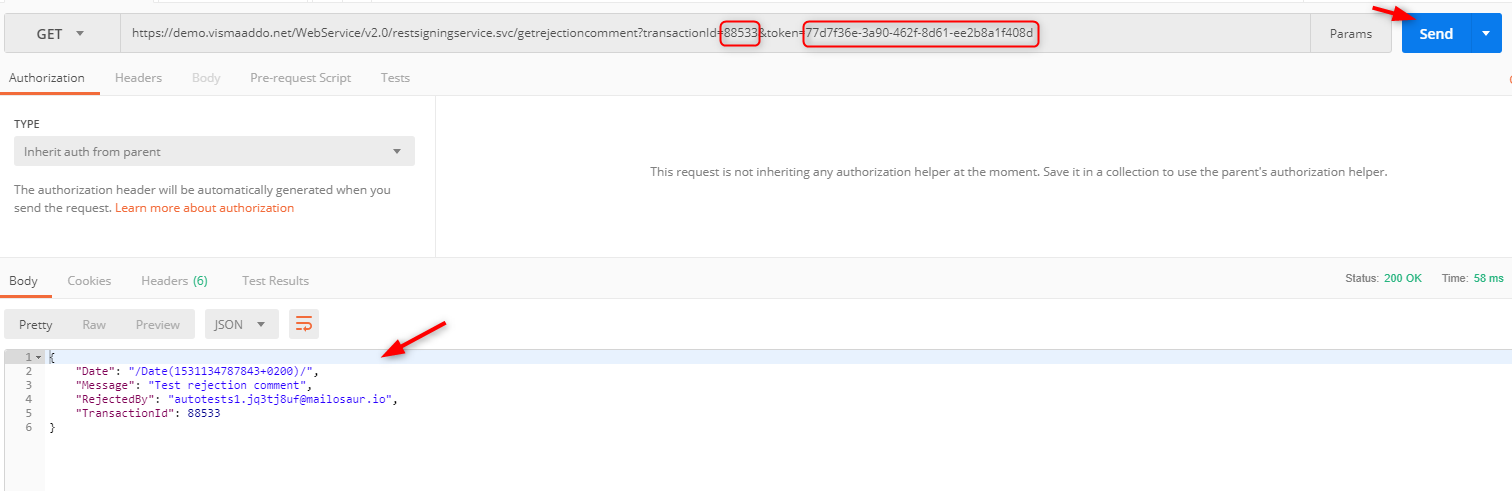 GET https://demo.vismaaddo.net/WebService/v2.0/restsigningservice.svc/getrejectioncomment?transactionId=88533&token=77d7f36e-3a90-462f-8d61-ee2b8a1f408d Params Send
Authorization Headers Body Pre-request Script Tests
TYPE
Inherit auth from parent
The authorization header will be automatically generated when you
send the request. Learn more about authorization
This request is not inheriting any authorization helper at the moment. Save it in a collection to use the parent's authorization helper.
Body Cookies Headers (6) Test Results Status: 200 OK Time: 58 ms
Pretty Raw Preview JSON
1 {
2 "Date": "/Date(1531134787843+0200)/",
3 "Message": "Test rejection comment",
4 "RejectedBy": "autotests1.jq3tj8uf@mailosaur.io",
5 "TransactionId": 88533
6 }